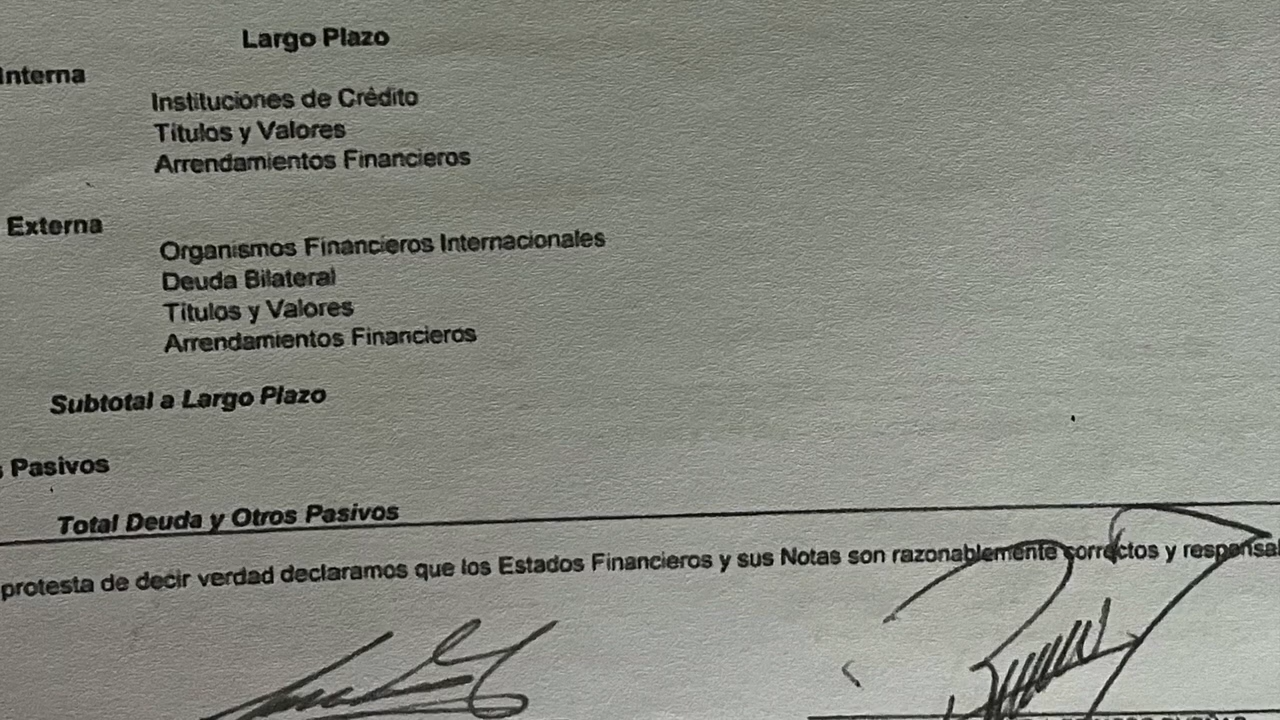 Largo Plazo
Interna
Instituciones de Crédito
Títulos y Valores
Arrendamientos Financieros
Externa
Organismos Financieros Internacionales
Deuda Bilateral
Títulos y Valores
Arrendamientos Financieros
Subtotal a Largo Plazo
s Pasivos
Total Deuda y Otros Pasivos
protesta de decir verdad declaramos que los Estados Financieros y sus Notas son razonablemente correctos y responsa